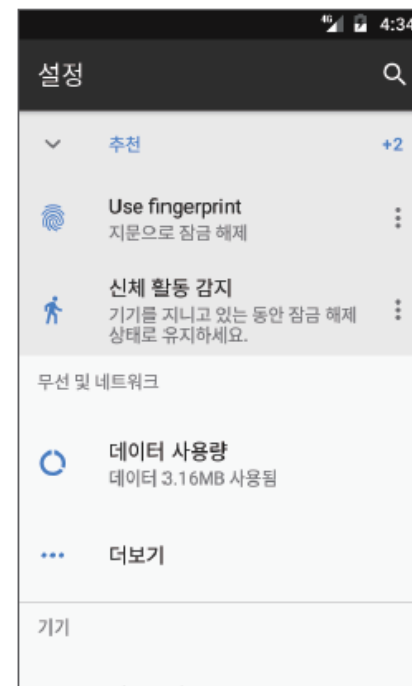 4G 4:34
설정
추천 +2
Use fingerprint
지문으로 잠금 해제
신체 활동 감지
기기를 지니고 있는 동안 잠금 해제
상태로 유지하세요.
무선 및 네트워크
데이터 사용량
데이터 3.16MB 사용됨
더보기
기기